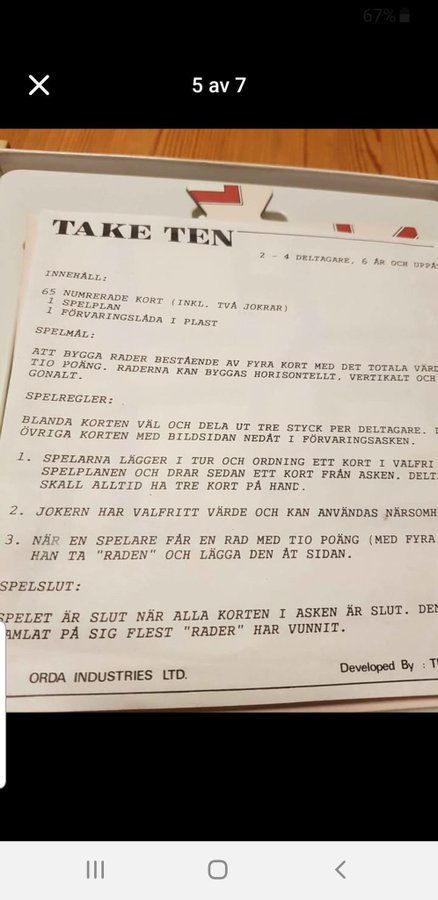 67%
5 av 7
TAKE TEN
2 - 4 DELTAGARE, 6 ÅR OCH UPPÅT
INNEHÅLL:
65 NUMRERADE KORT (INKL. TVÅ JOKRAR)
1 SPELPLAN
1 FÖRVARINGSLÅDA I PLAST
SPELMÅL:
ATT BYGGA RADER BESTÅENDE AV FYRA KORT MED DET TOTALA VÄRD
TIO POÄNG. RADERNA KAN BYGGAS HORISONTELLT, VERTIKALT OCH
GONALT.
SPELREGLER:
BLANDA KORTEN VÄL OCH DELA UT TRE STYCK PER DELTAGARE.
ÖVRIGA KORTEN MED BILDSIDAN NEDÅT I FÖRVARINGSASKEN.
1. SPELARNA LÄGGER I TUR OCH ORDNING ETT KORT I VALFRI
SPELPLANEN OCH DRAR SEDAN ETT KORT FRÅN ASKEN. DELT
SKALL ALLTID HA TRE KORT PÅ HAND.
2. JOKERN HAR VALFRITT VÄRDE OCH KAN ANVÄNDAS NÄRSOMH
3. NÄR EN SPELARE FÅR EN RAD MED TIO POÄNG (MED FYRA
HAN TA "RADEN" OCH LÄGGA DEN ÅT SIDAN.
SPELSLUT:
SPELET ÄR SLUT NÄR ALLA KORTEN I ASKEN ÄR SLUT. DEN
AMLAT PÅ SIG FLEST "RADER" HAR VUNNIT.
ORDA INDUSTRIES LTD.
Developed By :